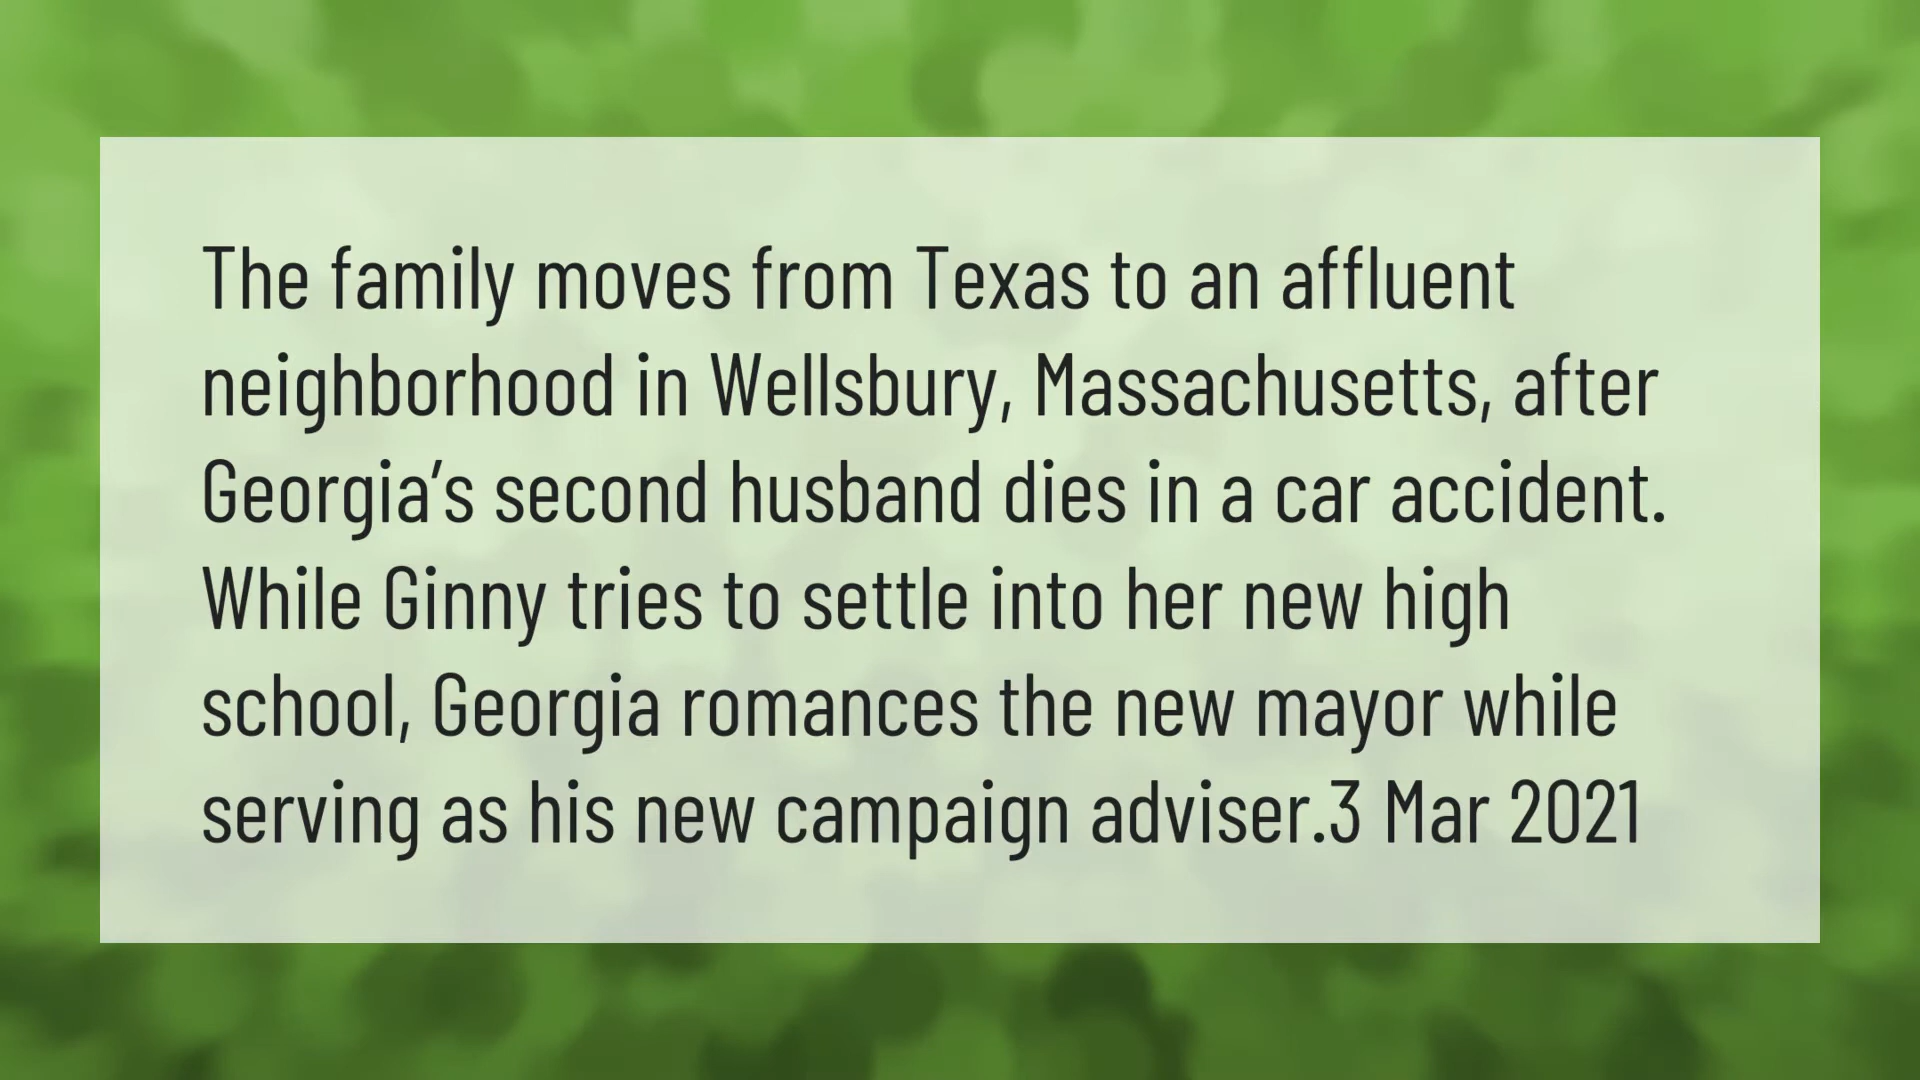 The family moves from Texas to an affluent
neighborhood in Wellsbury, Massachusetts, after
Georgia’s second husband dies in a car accident.
While Ginny tries to settle into her new high
school, Georgia romances the new mayor while
serving as his new campaign adviser.3 Mar 2021